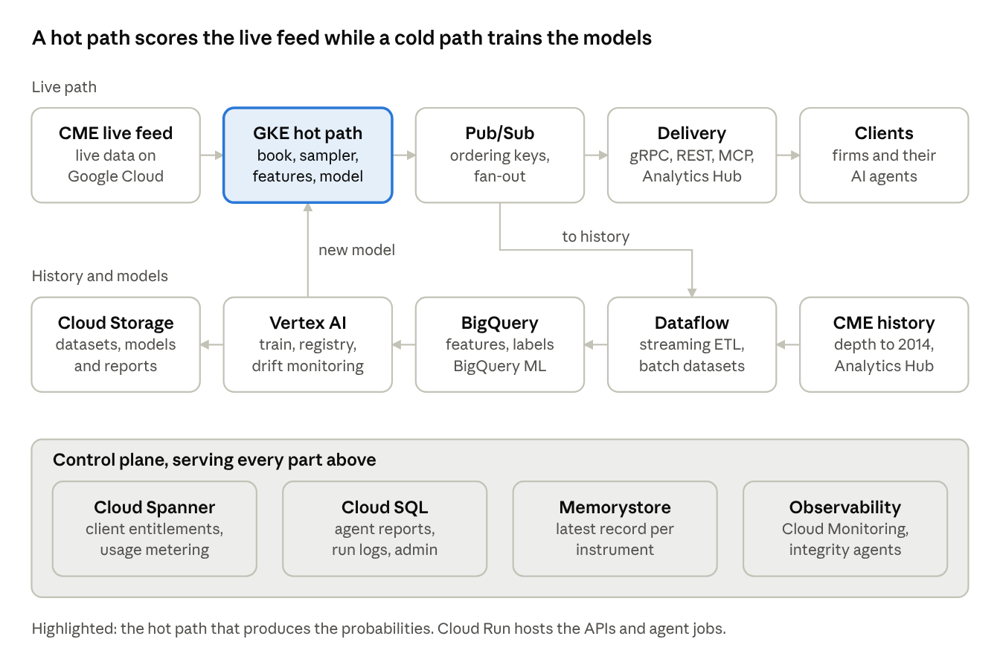 A hot path scores the live feed while a cold path trains the models
Live path
CME live feed
live data on
Google Cloud
GKE hot path
book, sampler,
features, model
Pub/Sub
ordering keys,
fan-out
Delivery
gRPC, REST, MCP,
Analytics Hub
Clients
firms and their
AI agents
new model
to history
History and models
Cloud Storage
datasets, models
and reports
Vertex AI
train, registry,
drift monitoring
BigQuery
features, labels
BigQuery ML
Dataflow
streaming ETL,
batch datasets
CME history
depth to 2014,
Analytics Hub
Control plane, serving every part above
Cloud Spanner
client entitlements,
usage metering
Cloud SQL
agent reports,
run logs, admin
Memorystore
latest record per
instrument
Observability
Cloud Monitoring,
integrity agents
Highlighted: the hot path that produces the probabilities. Cloud Run hosts the APIs and agent jobs.